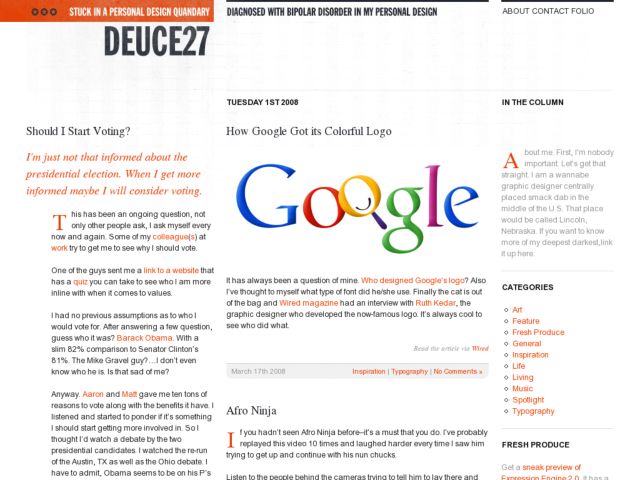 STUCK IN A PERSONAL DESIGN QUANDARY
DIAGNOSED WITH BIPOLAR DISORDER IN MY PERSONAL DESIGN
ABOUT CONTACT FOLIO
DEUCE27
Should I Start Voting?
I'm just not that informed about the
presidential election. When I get more
informed maybe I will consider voting.
This has been an ongoing question, not
only other people ask, I ask myself every
now and again. Some of my colleague(s) at
work try to get me to see why I should vote.
One of the guys sent me a link to a website that
has a quiz you can take to see who I am more
inline with when it comes to values.
I had no previous assumptions as to who I
would vote for. After answering a few question,
guess who it was? Barack Obama. With a
slim 82% comparison to Senator Clinton's
81%. The Mike Gravel guy?...I don't even
know who he is. Is that sad of me?
Anyway. Aaron and Matt gave me ten tons of
reasons to vote along with the benefits it have. I
listened and started to ponder if it's something
I should start getting more involved in. So I
thought I'd watch a debate by the two
presidential candidates. I watched the re-run
of the Austin, TX as well as the Ohio debate. I
have to admit, Obama seems to be on his P's
TUESDAY 1ST 2008
How Google Got its Colorful Logo
Google
It has always been a question of mine. Who designed Google's logo? Also
I've thought to myself what type of font did he/she use. Finally the cat is out
of the bag and Wired magazine had an interview with Ruth Kedar, the
graphic designer who developed the now-famous logo. It's always cool to
see who did what.
Read the article via Wired
March 17th 2008
Inspiration | Typography | No Comments »
Afro Ninja
If you hadn't seen Afro Ninja before–it's a must that you do. I've probably
replayed this video 10 times and laughed harder every time I saw him
trying to get up and continue with his nun chucks.
Listen to the people behind the cameras trying to tell him to lay there and
IN THE COLUMN
About me. First, I'm nobody
important. Let's get that
straight. I am a wannabe
graphic designer centrally
placed smack dab in the
middle of the U.S. That place
would be called Lincoln,
Nebraska. If you want to know
more of my deepest darkest,link
it up here.
CATEGORIES
Art
Feature
Fresh Produce
General
Inspiration
Life
Living
Music
Spotlight
Typography
FRESH PRODUCE
Get a sneak preview of
Expression Engine 2.0. It has a